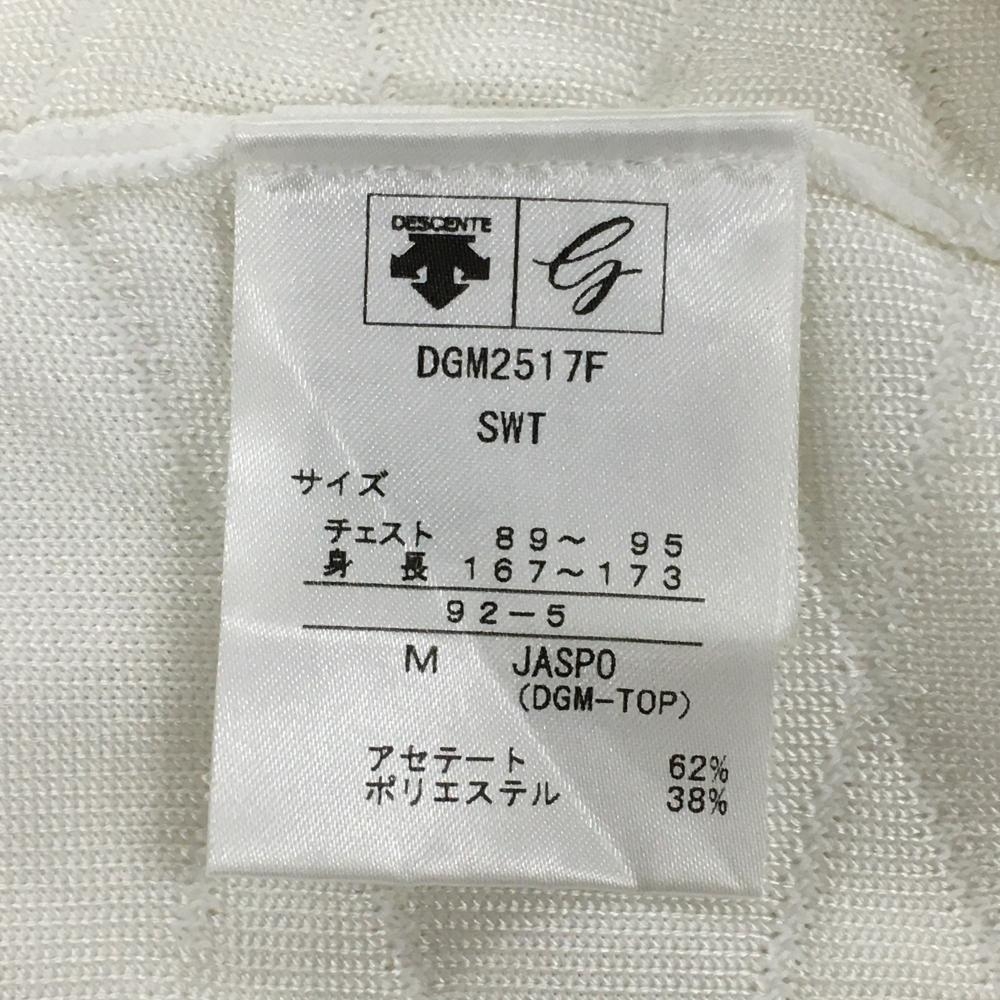 DESCENTE G
DGM2517F
SWT
サイズ
チェスト 89〜 95
身 長 167〜173
92-5
M JASPO
(DGM-TOP)
アセテート 62%
ポリエステル 38%